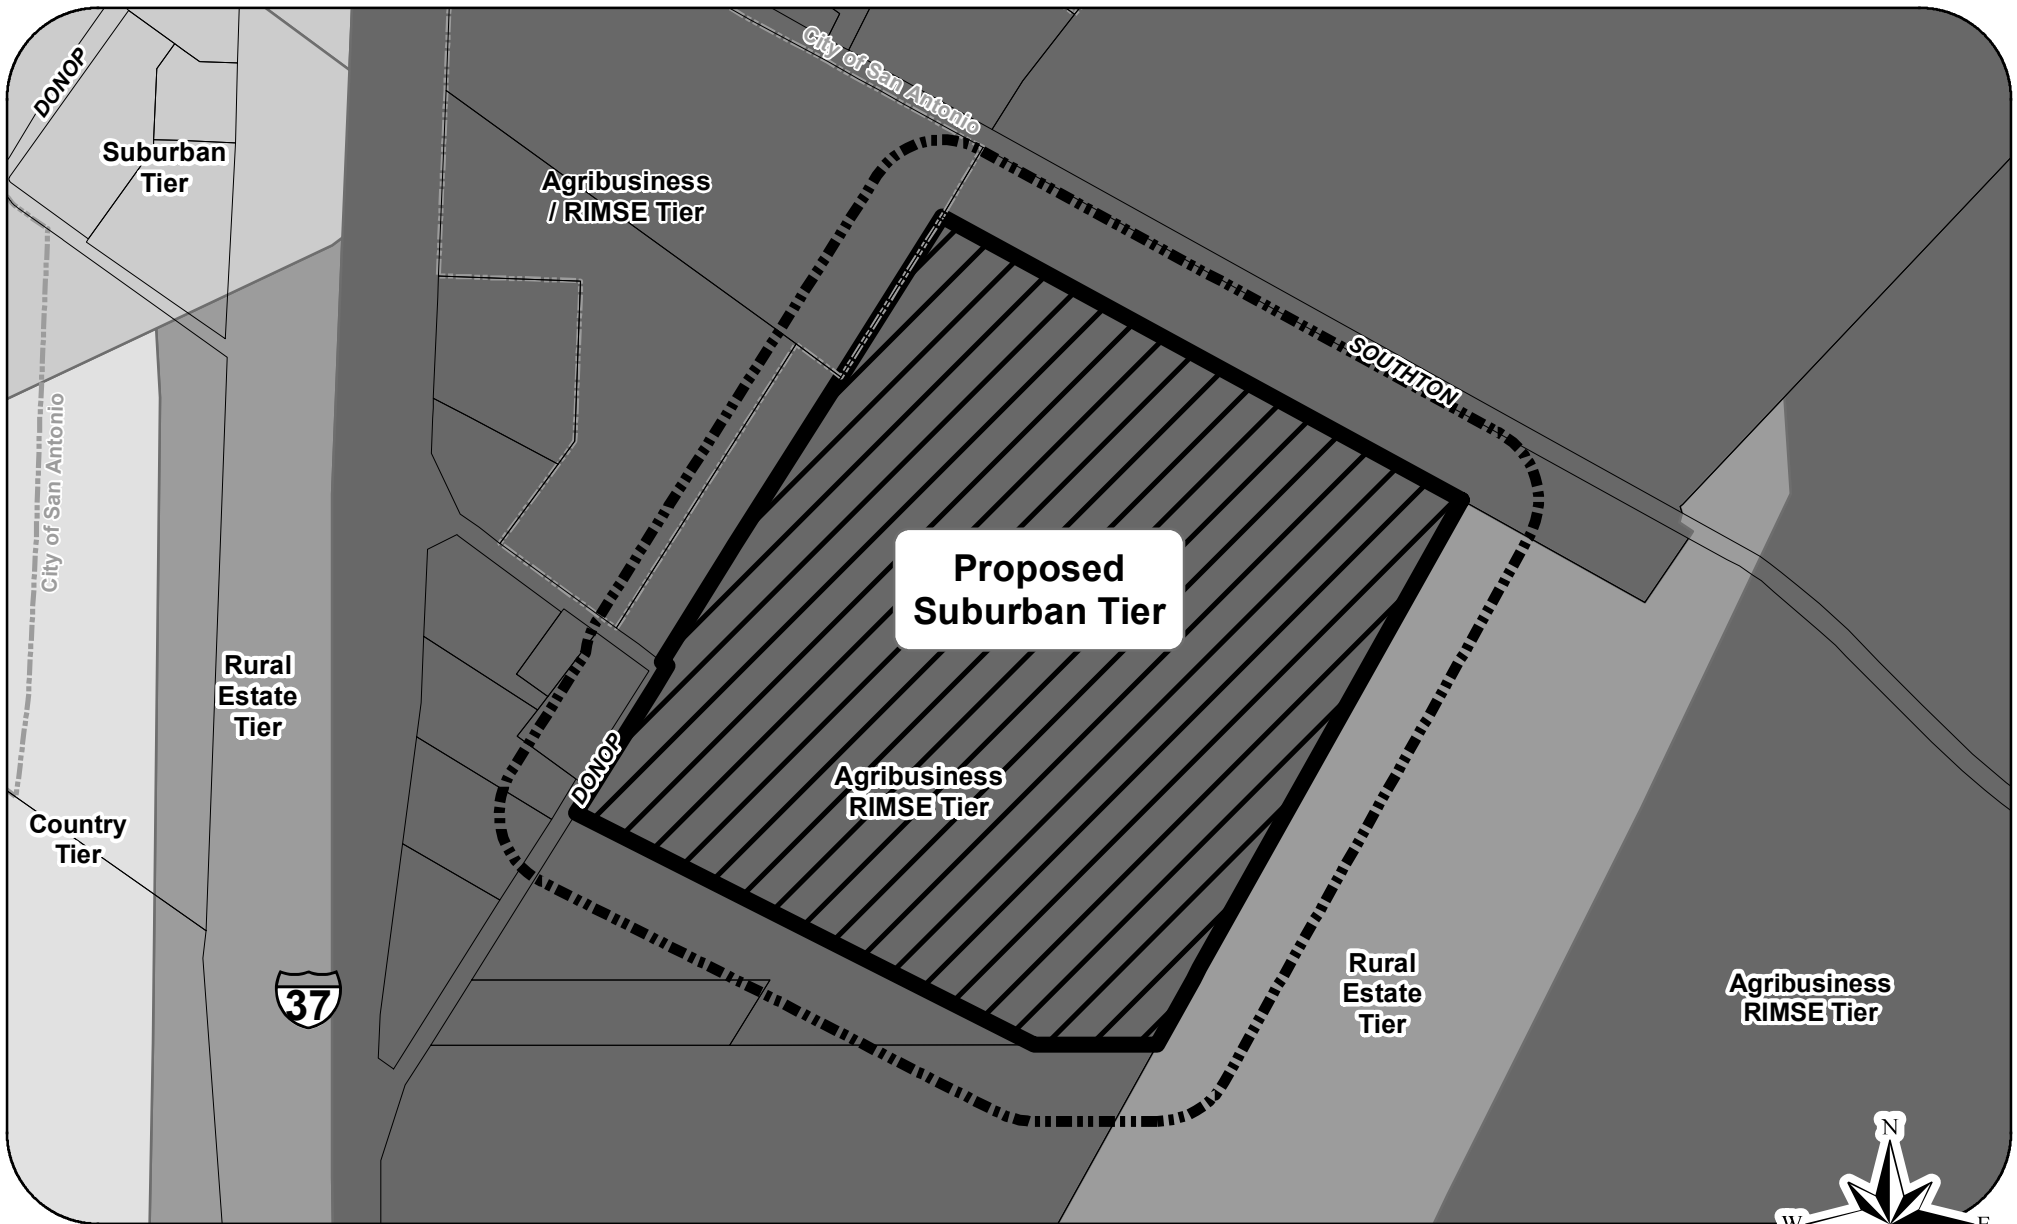 DONOP
City of San Antonio
Suburban
Tier
Agribusiness
/ RIMSE Tier
SOUTHTON
City of San Antonio
Proposed
Suburban Tier
Rural
Estate
Tier
DONOP
Agribusiness
RIMSE Tier
Country
Tier
37
Rural
Estate
Tier
Agribusiness
RIMSE Tier
N
W
E